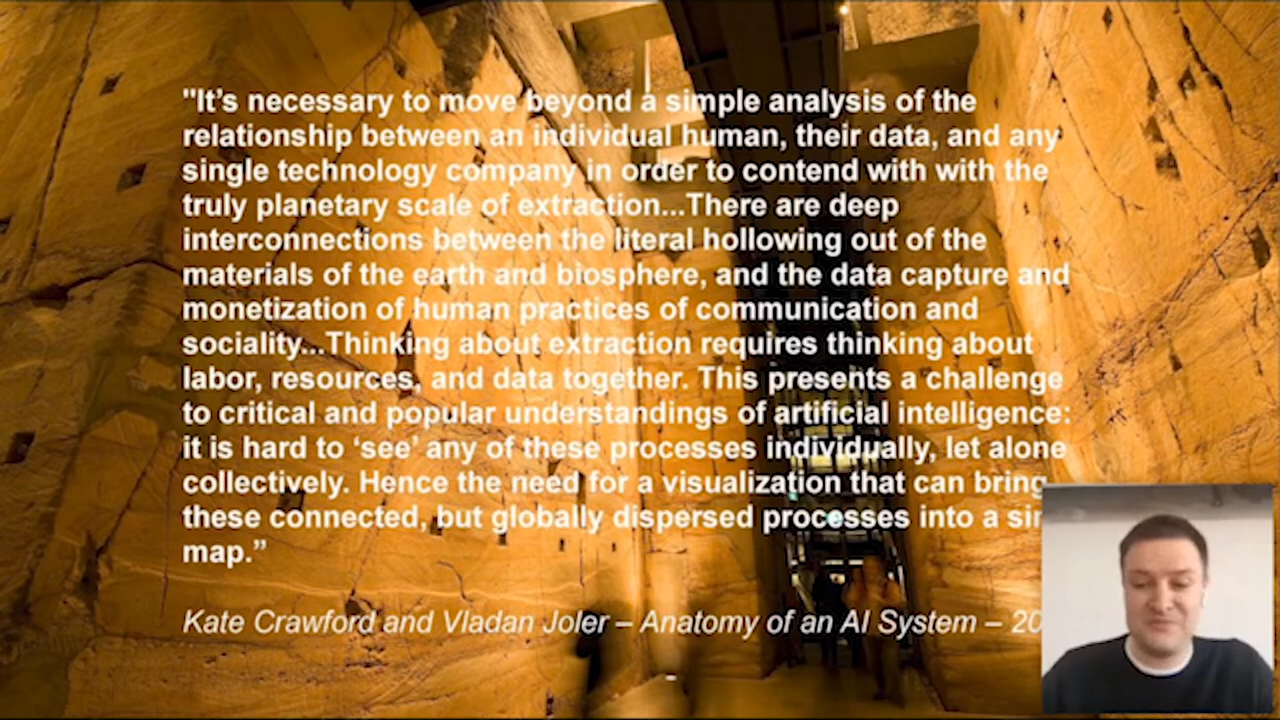 "It's necessary to move beyond a simple analysis of the
relationship between an individual human, their data, and any
single technology company in order to contend with with the
truly planetary scale of extraction...There are deep
interconnections between the literal hollowing out of the
materials of the earth and biosphere, and the data capture and
monetization of human practices of communication and
sociality...Thinking about extraction requires thinking about
labor, resources, and data together. This presents a challenge
to critical and popular understandings of artificial intelligence:
it is hard to ‘see’ any of these processes individually, let alone
collectively. Hence the need for a visualization that can bring
these connected, but globally dispersed processes into a
map.”
Kate Crawford and Vladan Joler – Anatomy of an AI System –